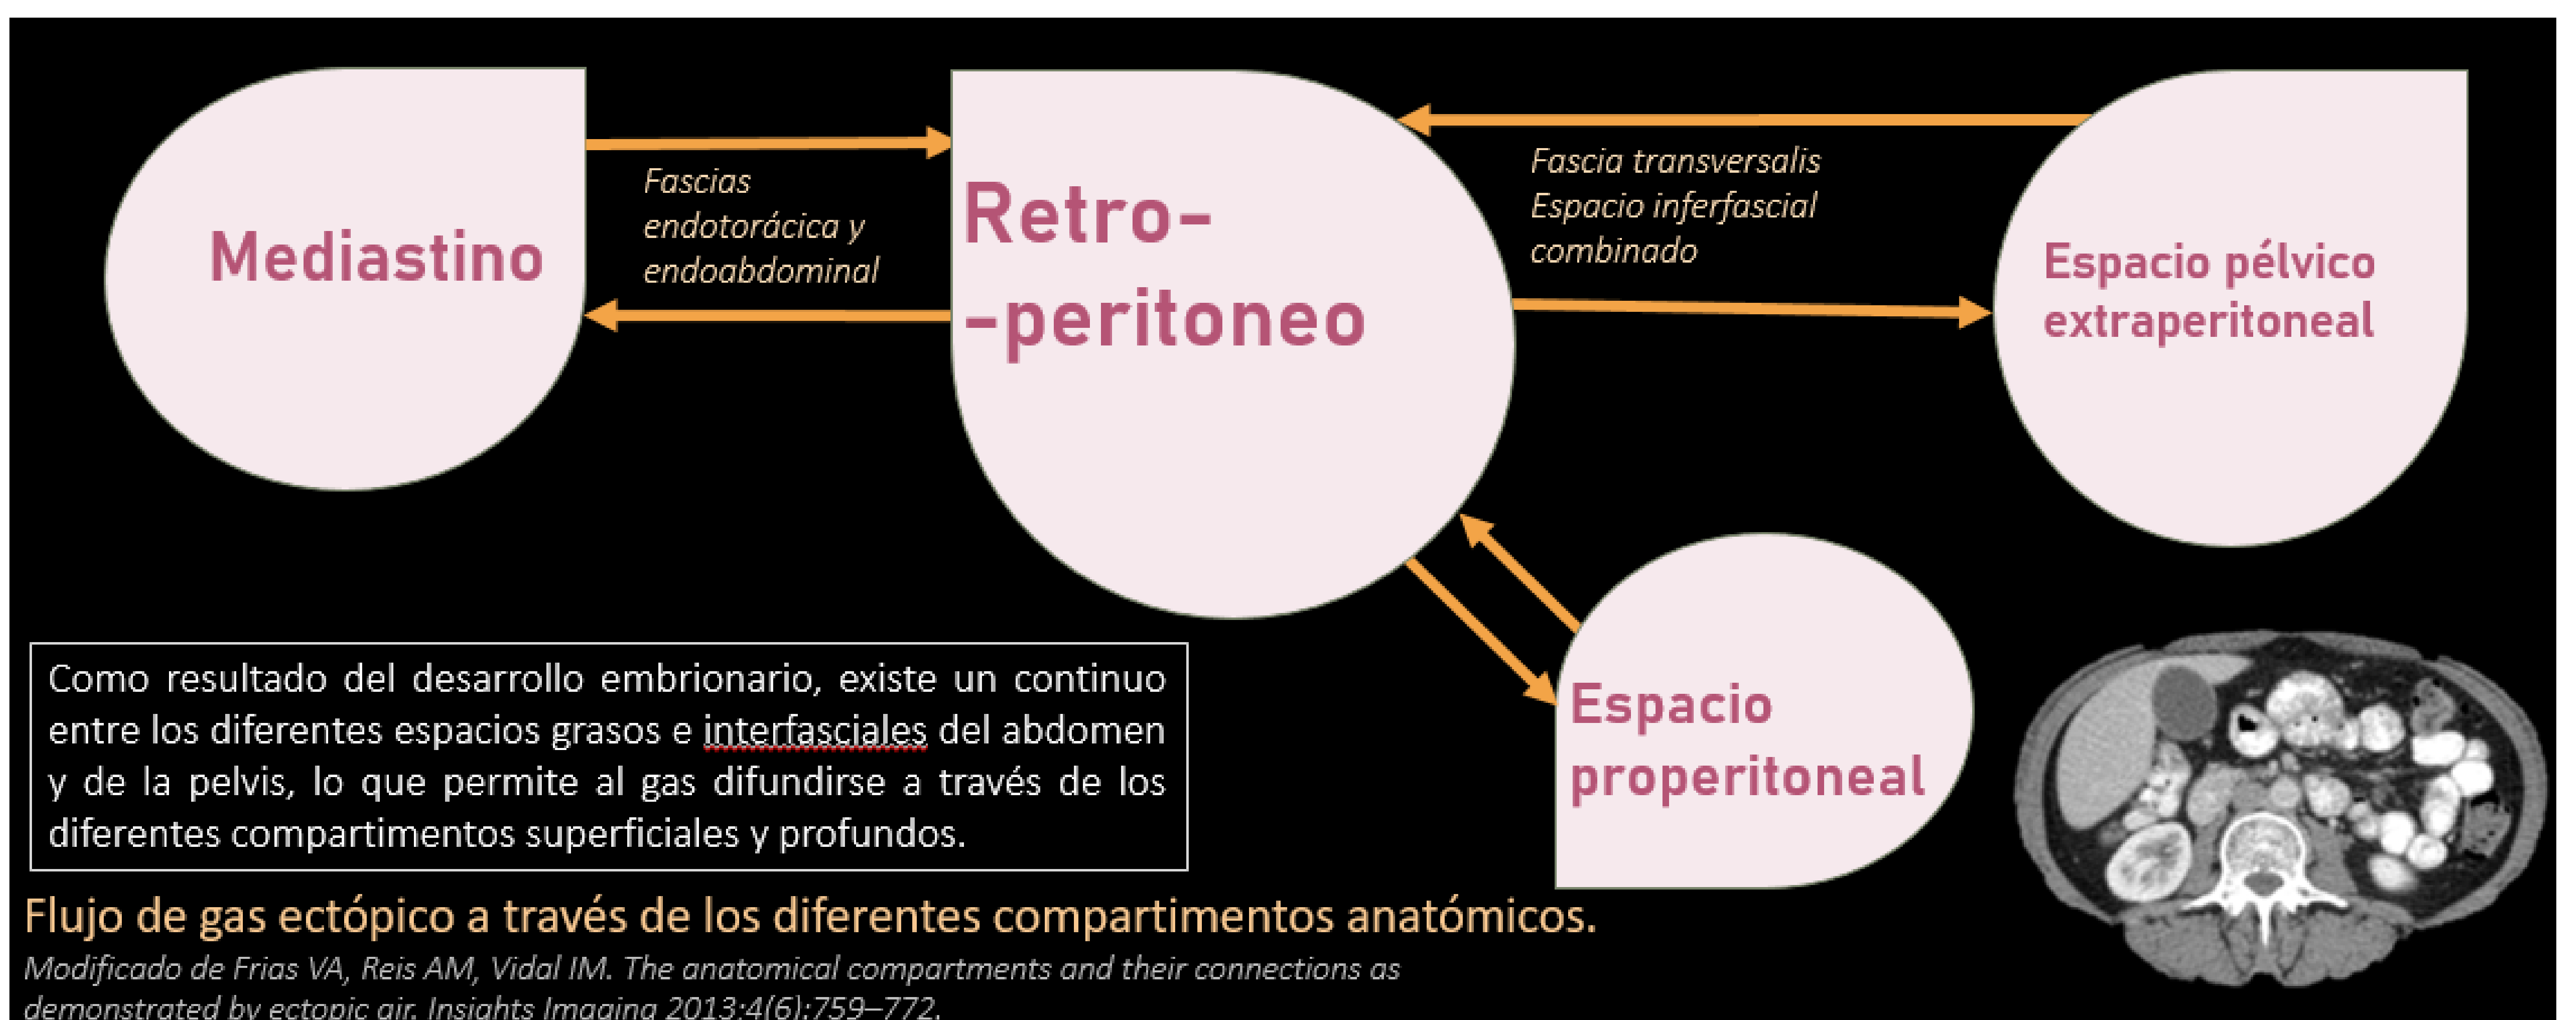 Mediastino
Fascias
endotorácica y
endoabdominal
Retro-
-peritoneo
Fascia transversalis
Espacio inferfascial
combinado
Espacio pélvico
extraperitoneal
Espacio
properitoneal
Como resultado del desarrollo embrionario, existe un continuo
entre los diferentes espacios grasos e interfasciales del abdomen
y de la pelvis, lo que permite al gas difundirse a través de los
diferentes compartimentos superficiales y profundos.
Flujo de gas ectópico a través de los diferentes compartimentos anatómicos.
Modificado de Frias VA, Reis AM, Vidal IM. The anatomical compartments and their connections as
demonstrated by ectopic air. Insights Imaging 2013;4(6):759–772.